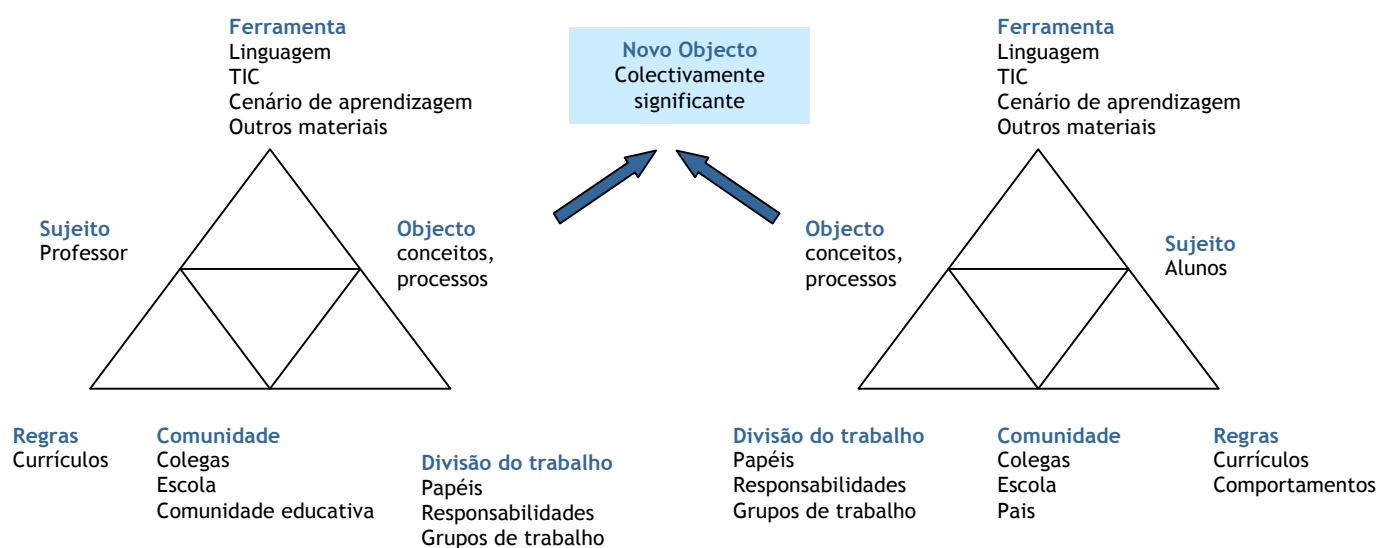 Ferramenta
Linguagem
TIC
Cenário de aprendizagem
Outros materiais
Novo Objecto
Colectivamente
significante
Ferramenta
Linguagem
TIC
Cenário de aprendizagem
Outros materiais
Sujeito
Professor
Objecto
conceitos,
processos
Objecto
conceitos,
processos
Sujeito
Alunos
Regras
Currículos
Comunidade
Colegas
Escola
Comunidade educativa
Divisão do trabalho
Papéis
Responsabilidades
Grupos de trabalho
Divisão do trabalho
Papéis
Responsabilidades
Grupos de trabalho
Comunidade
Colegas
Escola
Pais
Regras
Currículos
Comportamentos